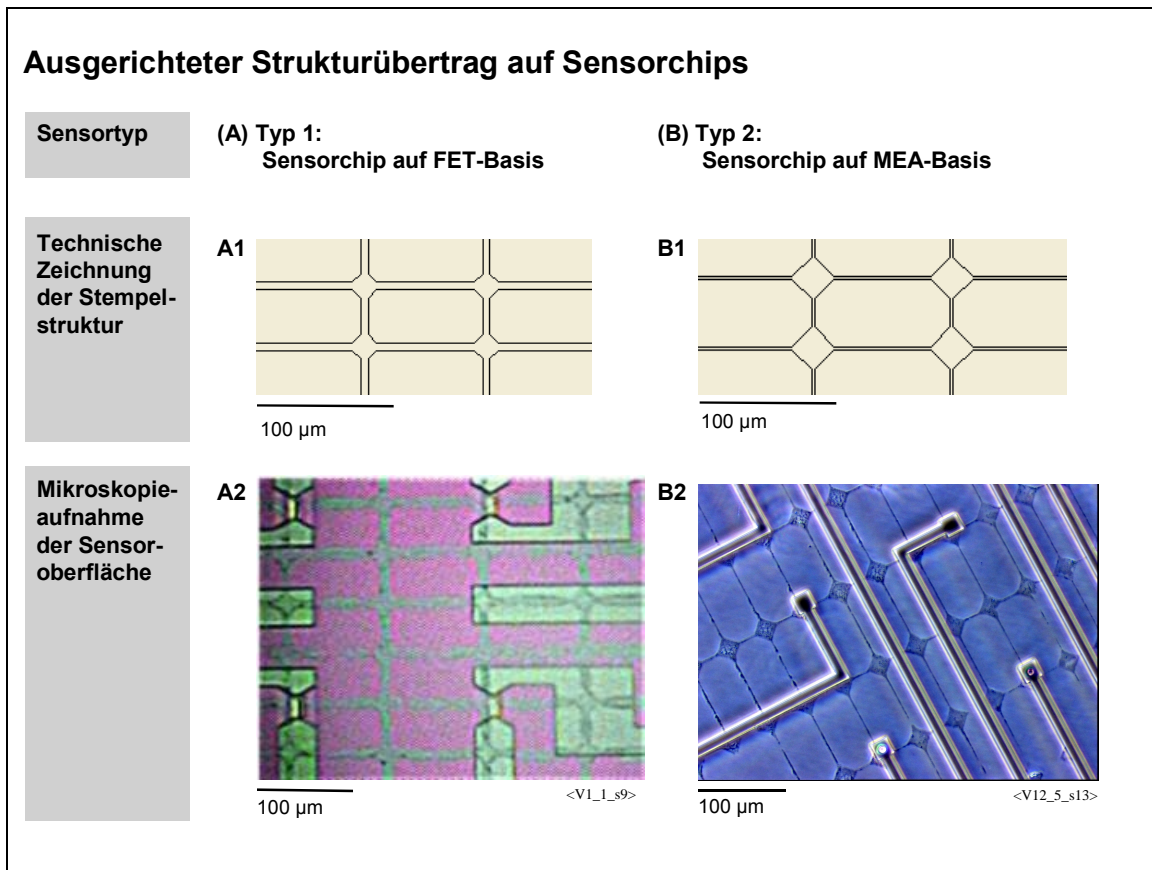 Ausgerichteter Strukturübertrag auf Sensorchips
Sensortyp
(A) Typ 1:
Sensorchip auf FET-Basis
(B) Typ 2:
Sensorchip auf MEA-Basis
Technische
Zeichnung
der Stempel-
struktur
A1
100 µm
B1
100 µm
Mikroskopie-
aufnahme
der Sensor-
oberfläche
A2
100 µm
<V1_1_s9>
B2
100 µm
<V12_5_s13>